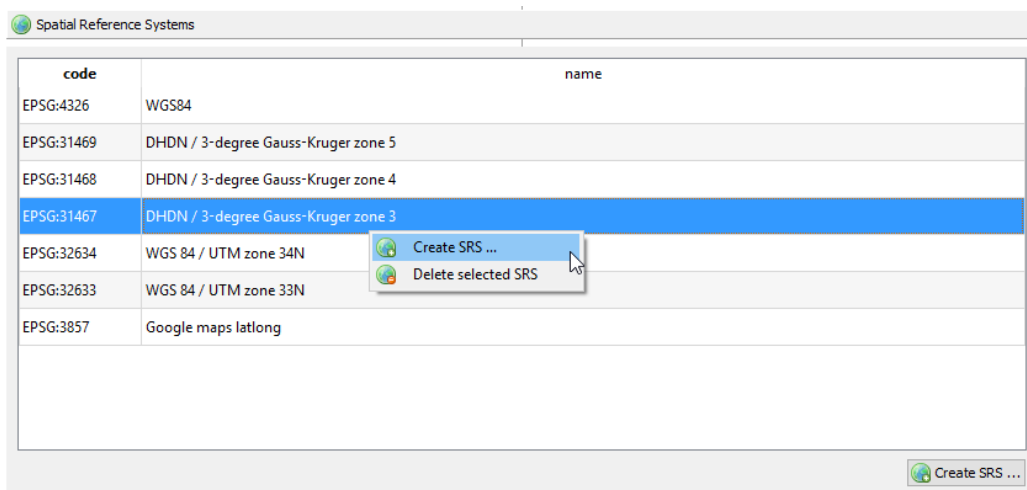 Spatial Reference Systems
code name
EPSG:4326 WGS84
EPSG:31469 DHDN / 3-degree Gauss-Kruger zone 5
EPSG:31468 DHDN / 3-degree Gauss-Kruger zone 4
EPSG:31467 DHDN / 3-degree Gauss-Kruger zone 3
EPSG:32634 WGS 84 / UTM zone 34N
Create SRS ...
Delete selected SRS
EPSG:32633 WGS 84 / UTM zone 33N
EPSG:3857 Google maps latlong
Create SRS ...